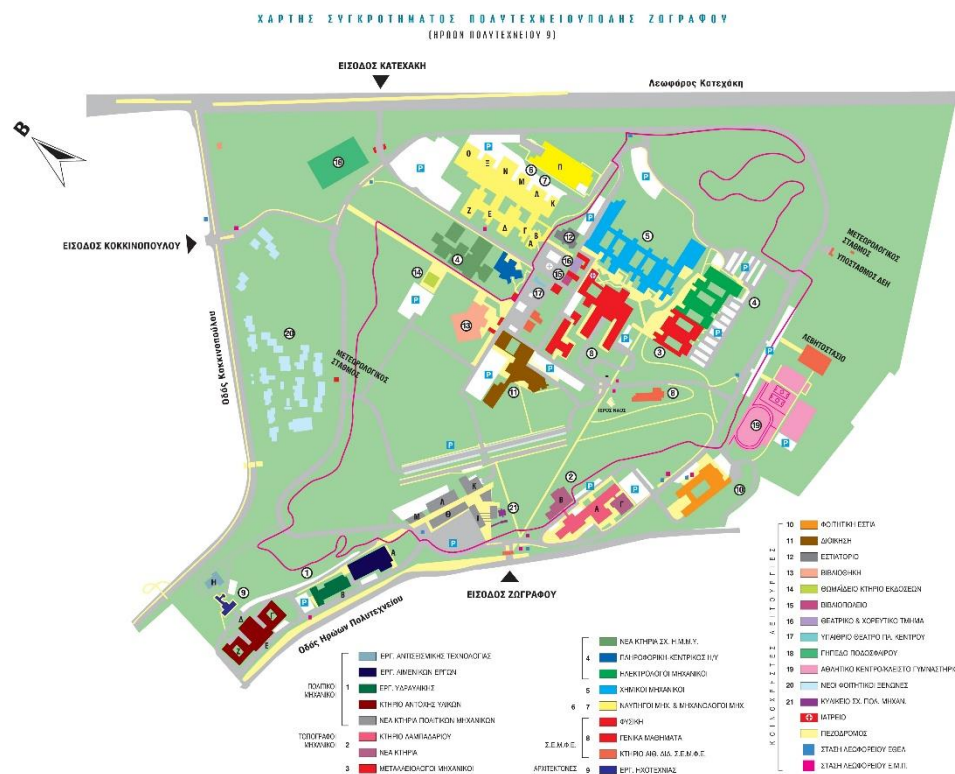 ΧΑΡΤΗΣ ΣΥΓΚΡΟΤΗΜΑΤΟΣ ΠΟΛΥΤΕΧΝΕΙΟΥΠΟΛΗΣ ΖΩΓΡΑΦΟΥ
(ΗΡΩΩΝ ΠΟΛΥΤΕΧΝΕΙΟΥ 9)
ΕΙΣΟΔΟΣ ΚΑΤΕΧΑΚΗ
Λεωφόρος Κατεχάκη
Β
ΕΙΣΟΔΟΣ ΚΟΚΚΙΝΟΠΟΥΛΟΥ
Οδός Κοκκινοπούλου
ΜΕΤΕΩΡΟΛΟΓΙΚΟΣ
ΣΤΑΘΜΟΣ
ΜΕΤΕΩΡΟΛΟΓΙΚΟΣ
ΣΤΑΘΜΟΣ
ΥΠΟΣΤΑΘΜΟΣ ΔΕΗ
ΛΕΒΗΤΟΣΤΑΣΙΟ
ΙΕΡΟΣ ΝΑΟΣ
ΕΙΣΟΔΟΣ ΖΩΓΡΑΦΟΥ
Οδός Ηρώων Πολυτεχνείου
ΠΟΛΙΤΙΚΟΙ
ΜΗΧΑΝΙΚΟΙ
1
ΕΡΓ. ΑΝΤΙΣΕΙΣΜΙΚΗΣ ΤΕΧΝΟΛΟΓΙΑΣ
ΕΡΓ. ΛΙΜΕΝΙΚΩΝ ΕΡΓΩΝ
ΕΡΓ. ΥΔΡΑΥΛΙΚΗΣ
ΚΤΗΡΙΟ ΑΝΤΟΧΗΣ ΥΛΙΚΩΝ
ΝΕΑ ΚΤΗΡΙΑ ΠΟΛΙΤΙΚΩΝ ΜΗΧΑΝΙΚΩΝ
ΤΟΠΟΓΡΑΦΟΙ
ΜΗΧΑΝΙΚΟΙ
2
ΚΤΗΡΙΟ ΛΑΜΠΑΔΑΡΙΟΥ
ΝΕΑ ΚΤΗΡΙΑ
3 ΜΕΤΑΛΛΕΙΟΛΟΓΟΙ ΜΗΧΑΝΙΚΟΙ
4
ΝΕΑ ΚΤΗΡΙΑ ΣΧ. Η.Μ.Μ.Υ.
ΠΛΗΡΟΦΟΡΙΚΗ-ΚΕΝΤΡΙΚΟΣ Η/Υ
ΗΛΕΚΤΡΟΛΟΓΟΙ ΜΗΧΑΝΙΚΟΙ
5 ΧΗΜΙΚΟΙ ΜΗΧΑΝΙΚΟΙ
6 7 ΝΑΥΠΗΓΟΙ ΜΗΧ. & ΜΗΧΑΝΟΛΟΓΟΙ ΜΗΧ.
Σ.Ε.Μ.Φ.Ε.
8
ΦΥΣΙΚΗ
ΓΕΝΙΚΑ ΜΑΘΗΜΑΤΑ
ΚΤΗΡΙΟ ΑΙΘ. ΔΙΔ. Σ.Ε.Μ.Φ.Ε.
ΑΡΧΙΤΕΚΤΟΝΕΣ 9 ΕΡΓ. ΗΧΟΤΕΧΝΙΑΣ
ΚΟΙΝΟΧΡΗΣΤΕΣ ΛΕΙΤΟΥΡΓΙΕΣ
10 ΦΟΙΤΗΤΙΚΗ ΕΣΤΙΑ
11 ΔΙΟΙΚΗΣΗ
12 ΕΣΤΙΑΤΟΡΙΟ
13 ΒΙΒΛΙΟΘΗΚΗ
14 ΘΩΜΑΪΔΕΙΟ ΚΤΗΡΙΟ ΕΚΔΟΣΕΩΝ
15 ΒΙΒΛΙΟΠΩΛΕΙΟ
16 ΘΕΑΤΡΙΚΟ & ΧΟΡΕΥΤΙΚΟ ΤΜΗΜΑ
17 ΥΠΑΙΘΡΙΟ ΘΕΑΤΡΟ ΠΛ. ΚΕΝΤΡΟΥ
18 ΓΗΠΕΔΟ ΠΟΔΟΣΦΑΙΡΟΥ
19 ΑΘΛΗΤΙΚΟ ΚΕΝΤΡΟ/ΚΛΕΙΣΤΟ ΓΥΜΝΑΣΤΗΡΙΟ
20 ΝΕΟΙ ΦΟΙΤΗΤΙΚΟΙ ΞΕΝΩΝΕΣ
21 ΚΥΛΙΚΕΙΟ ΣΧ. ΠΟΛ. ΜΗΧΑΝ.
ΙΑΤΡΕΙΟ
ΠΕΖΟΔΡΟΜΟΣ
ΣΤΑΣΗ ΛΕΩΦΟΡΕΙΟΥ ΕΘΕΛ
ΣΤΑΣΗ ΛΕΩΦΟΡΕΙΟΥ Ε.Μ.Π.